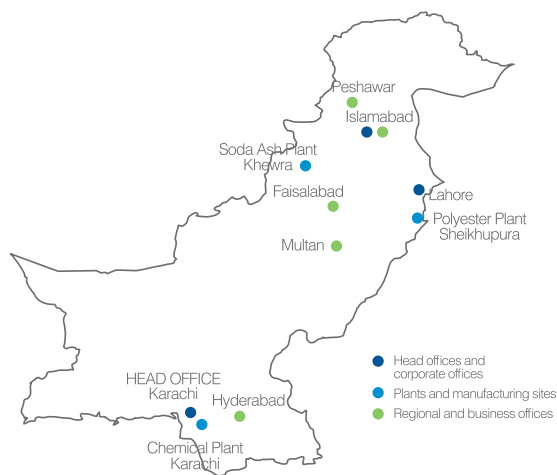 Peshawar
Islamabad
Soda Ash Plant
Khewra
Faisalabad
Lahore
Polyester Plant
Sheikhupura
Multan
HEAD OFFICE
Karachi
Hyderabad
Chemical Plant
Karachi
Head offices and
corporate offices
Plants and manufacturing sites
Regional and business offices